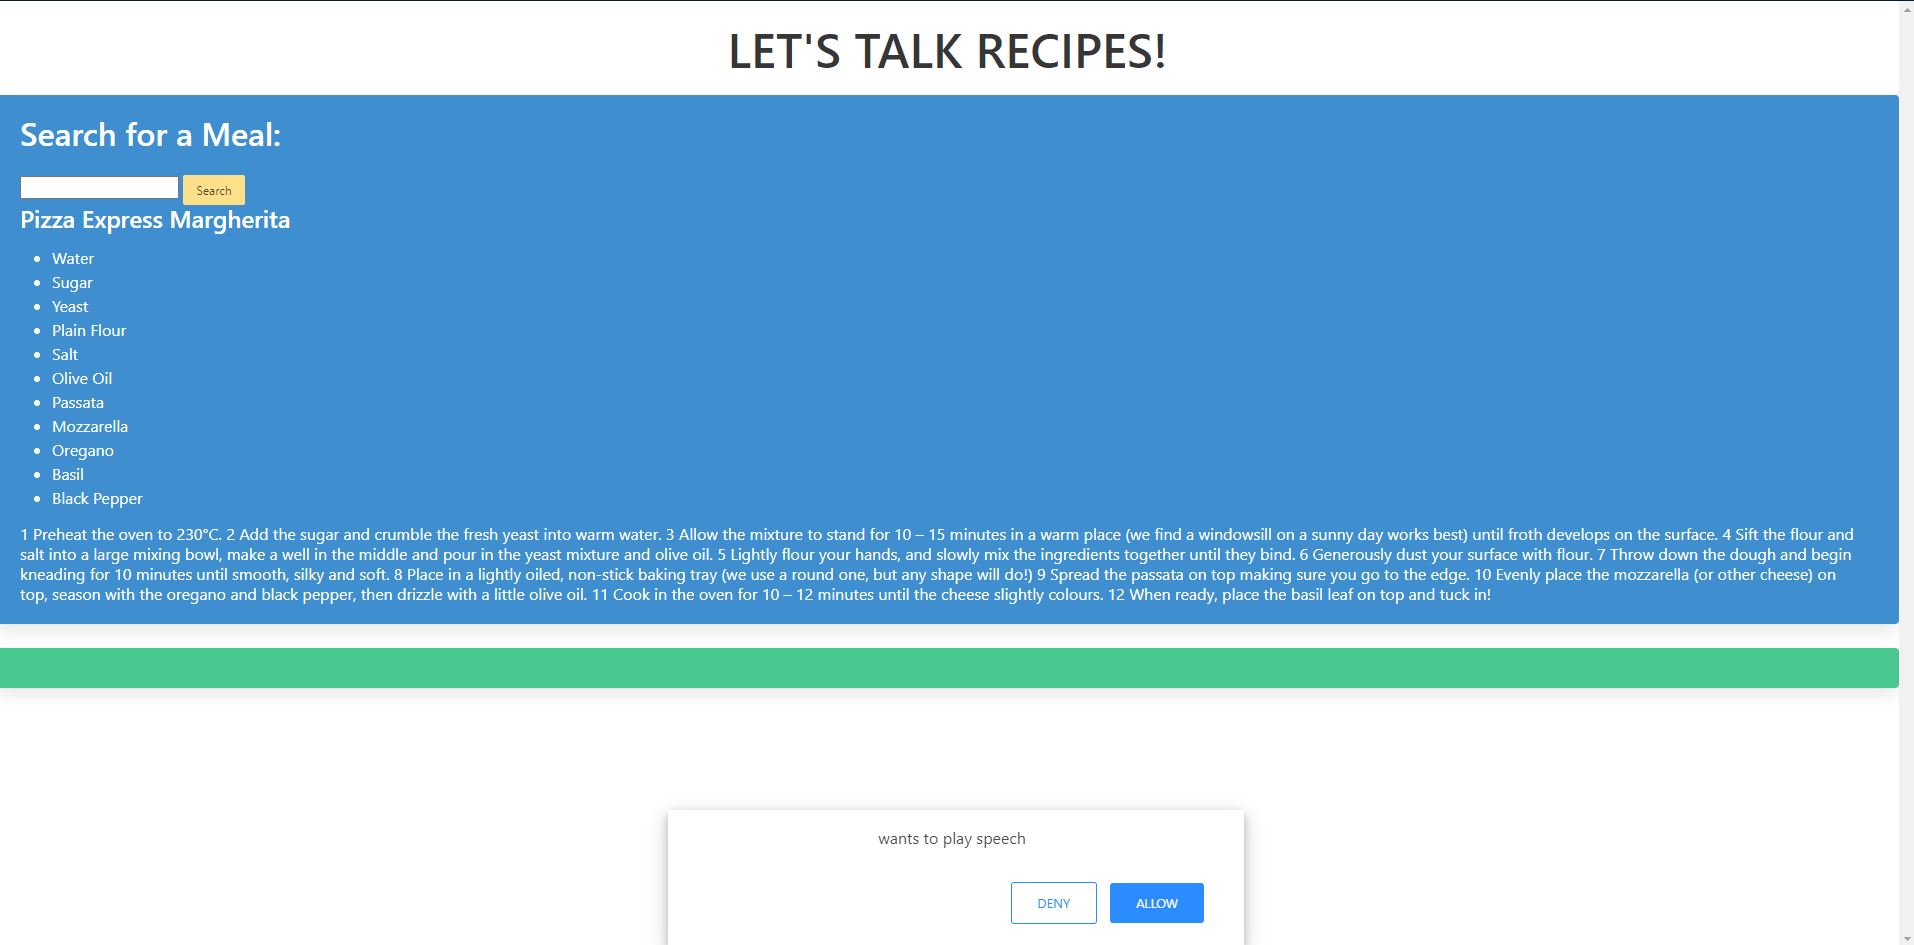 LET'S TALK RECIPES!
Search for a Meal:
Search
Pizza Express Margherita
Water
Sugar
Yeast
Plain Flour
Salt
Olive Oil
Passata
Mozzarella
Oregano
Basil
Black Pepper
1 Preheat the oven to 230°C. 2 Add the sugar and crumble the fresh yeast into warm water. 3 Allow the mixture to stand for 10 – 15 minutes in a warm place (we find a windowsill on a sunny day works best) until froth develops on the surface. 4 Sift the flour and
salt into a large mixing bowl, make a well in the middle and pour in the yeast mixture and olive oil. 5 Lightly flour your hands, and slowly mix the ingredients together until they bind. 6 Generously dust your surface with flour. 7 Throw down the dough and begin
kneading for 10 minutes until smooth, silky and soft. 8 Place in a lightly oiled, non-stick baking tray (we use a round one, but any shape will do!) 9 Spread the passata on top making sure you go to the edge. 10 Evenly place the mozzarella (or other cheese) on
top, season with the oregano and black pepper, then drizzle with a little olive oil. 11 Cook in the oven for 10 – 12 minutes until the cheese slightly colours. 12 When ready, place the basil leaf on top and tuck in!
wants to play speech
DENY ALLOW